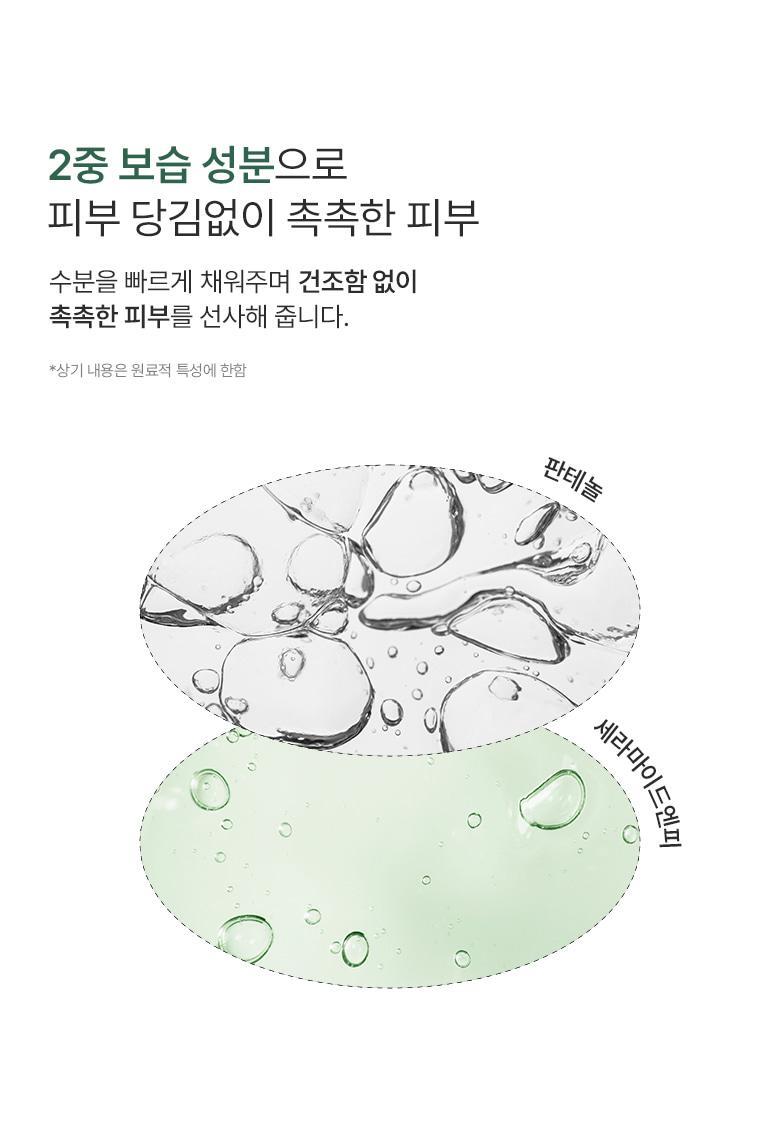 2중 보습 성분으로
피부 당김없이 촉촉한 피부
수분을 빠르게 채워주며 건조함 없이
촉촉한 피부를 선사해 줍니다.
*상기 내용은 원료적 특성에 한함
판테놀
세라마이드엔피